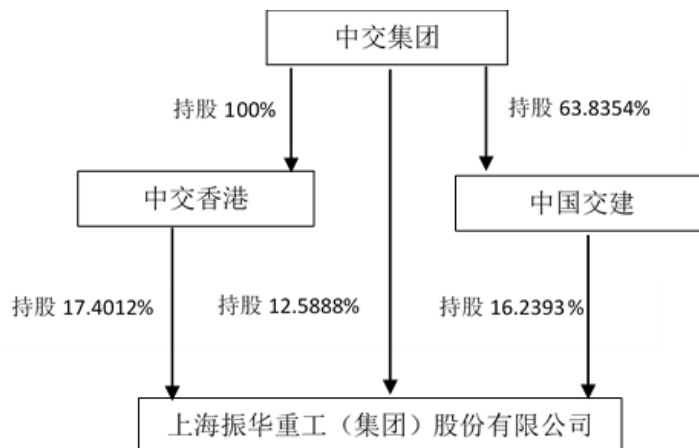 中交集团
持股 100%
持股 63.8354%
中交香港
中国交建
持股 17.4012%
持股 12.5888%
持股 16.2393%
上海振华重工（集团）股份有限公司